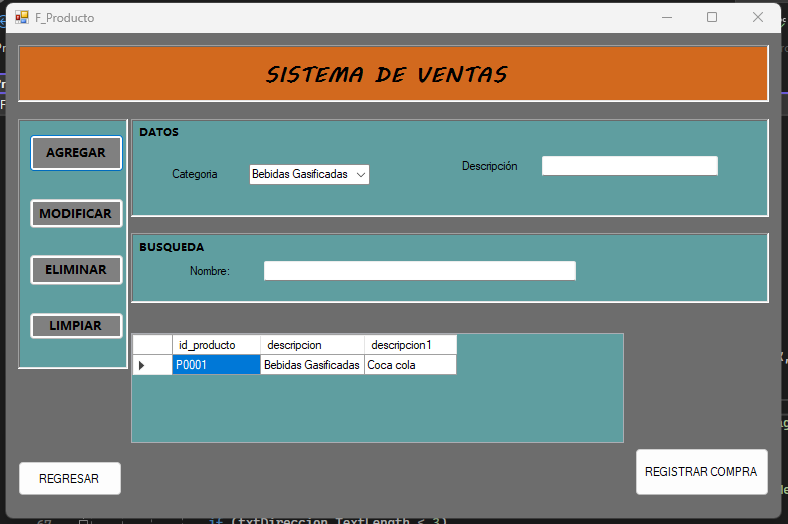 F_Producto
SISTEMA DE VENTAS
AGREGAR
MODIFICAR
ELIMINAR
LIMPIAR
DATOS
Categoria
Bebidas Gasificadas
Descripción
BUSQUEDA
Nombre:
id_producto descripcion descripcion1
P0001 Bebidas Gasificadas Coca cola
REGRESAR
REGISTRAR COMPRA
67 if (txtDireccion.TextLength < 3)